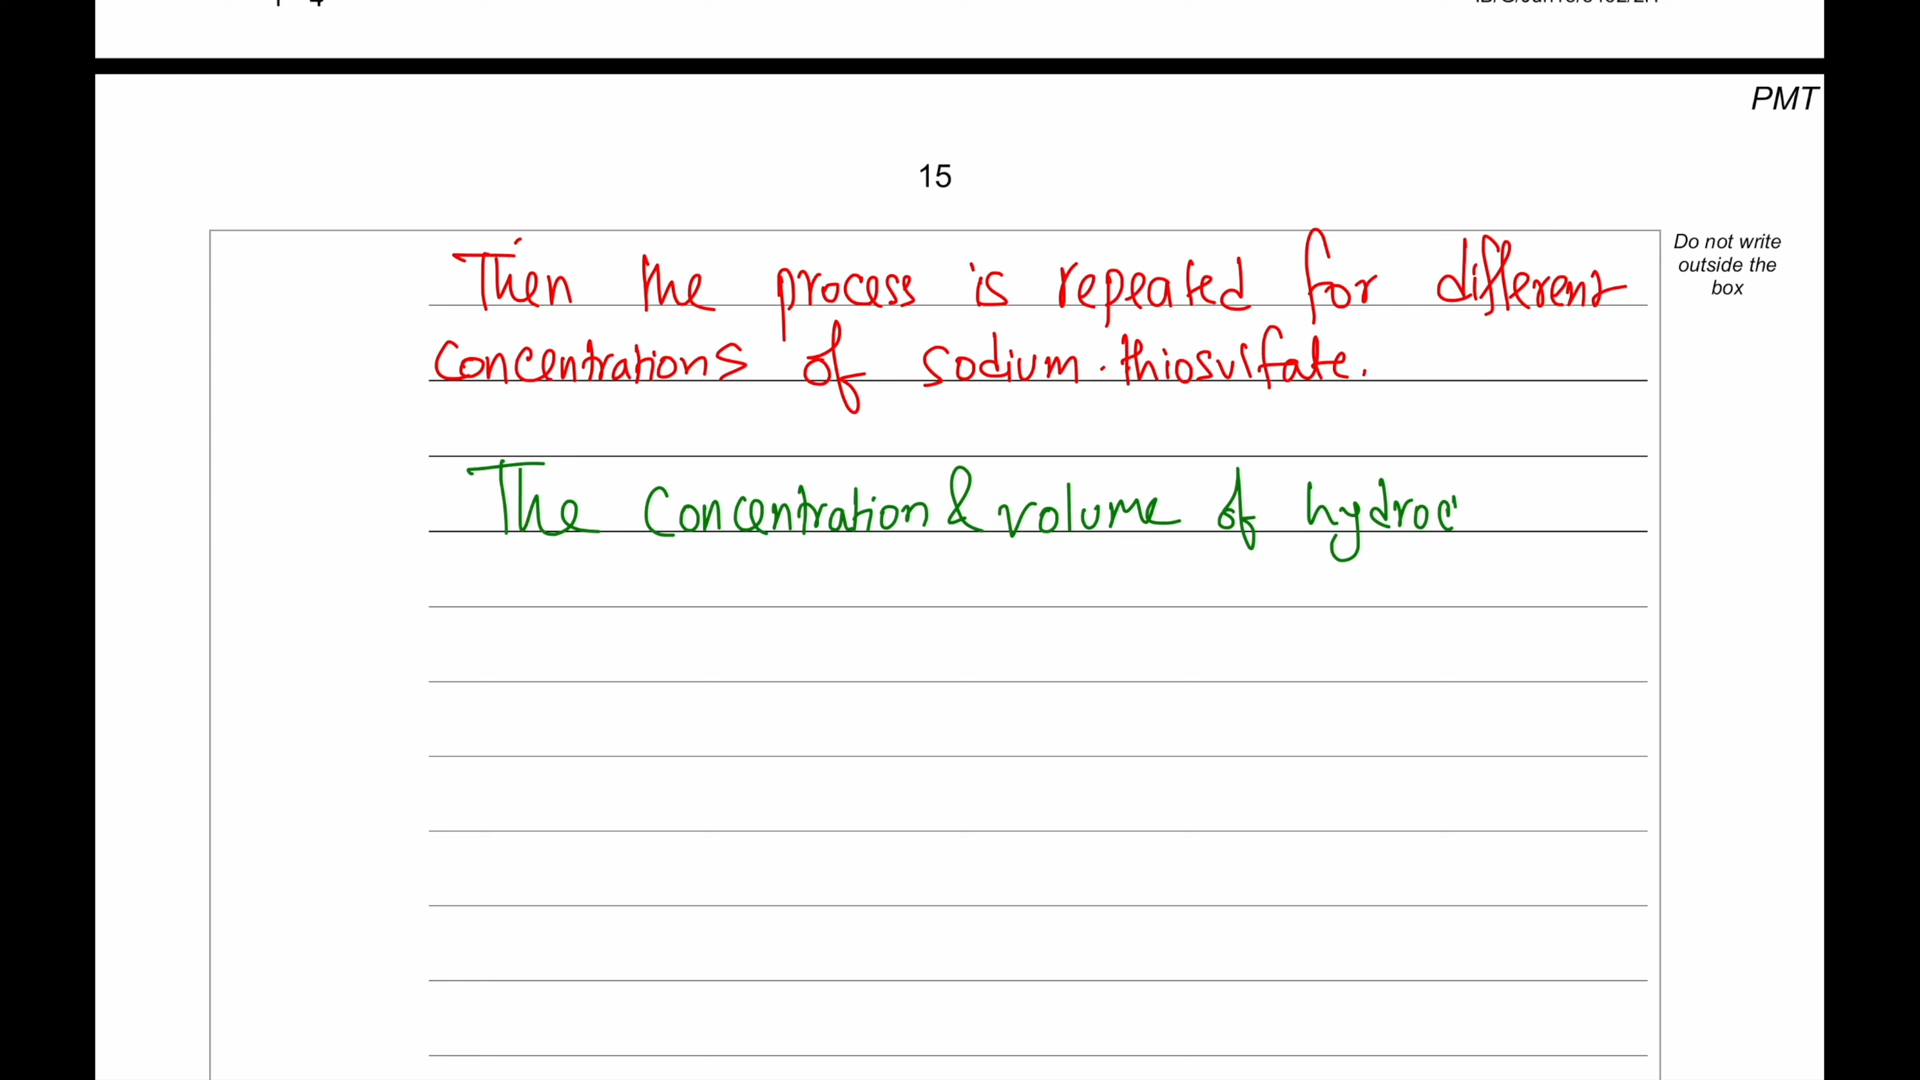 PMT
15
Do not write
outside the
box
Then the process is repeated for different
concentrations of sodium thiosulfate.
The concentration & volume of hydroc